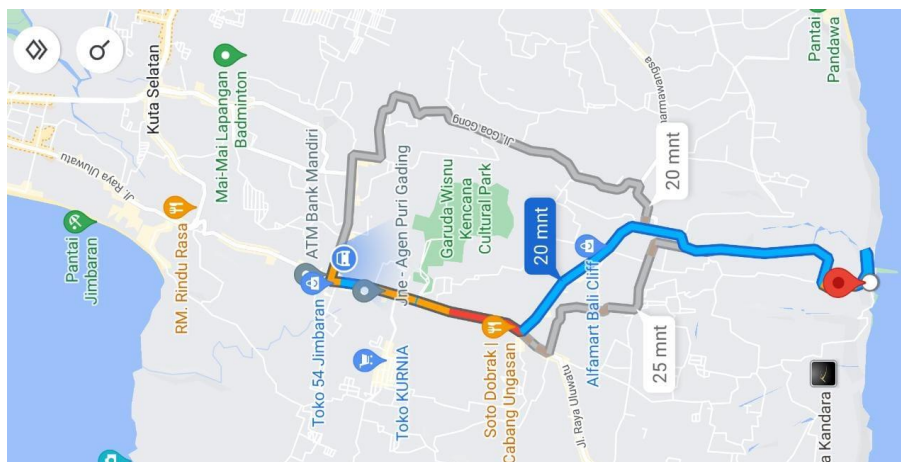 Pantai
Jimbaran
Jl. Raya Uluwatu
Kuta Selatan
RM. Rindu Rasa
Mai-Mai Lapangan
Badminton
ATM Bank Mandiri
Toko 54 Jimbaran
Jne - Agen Puri Gading
Toko KURNIA
Garuda Wisnu
Kencana
Cultural Park
Jl. Goa Gong
Soto Dobrak |
Cabang Ungasan
20 mnt
Alfamart Bali Cliff
Jl. Raya Uluwatu
25 mnt
20 mnt
Pantai
Pandawa
a Kandara